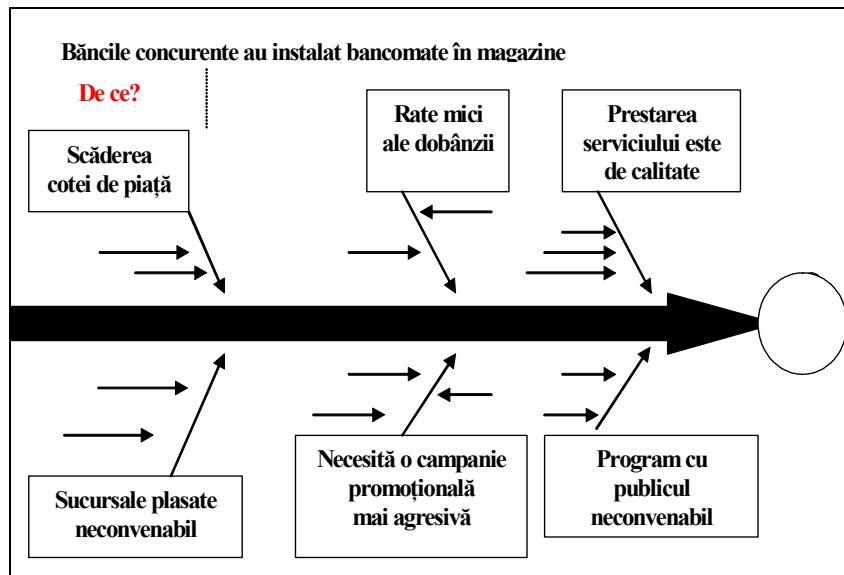 Băncile concurente au instalat bancomate în magazine
De ce?
Scăderea
cotei de piață
Rate mici
ale dobânzii
Prestarea
serviciului este
de calitate
Sucursale plasate
neconvenabil
Necesită o campanie
promoțională
mai agresivă
Program cu
publicul
neconvenabil